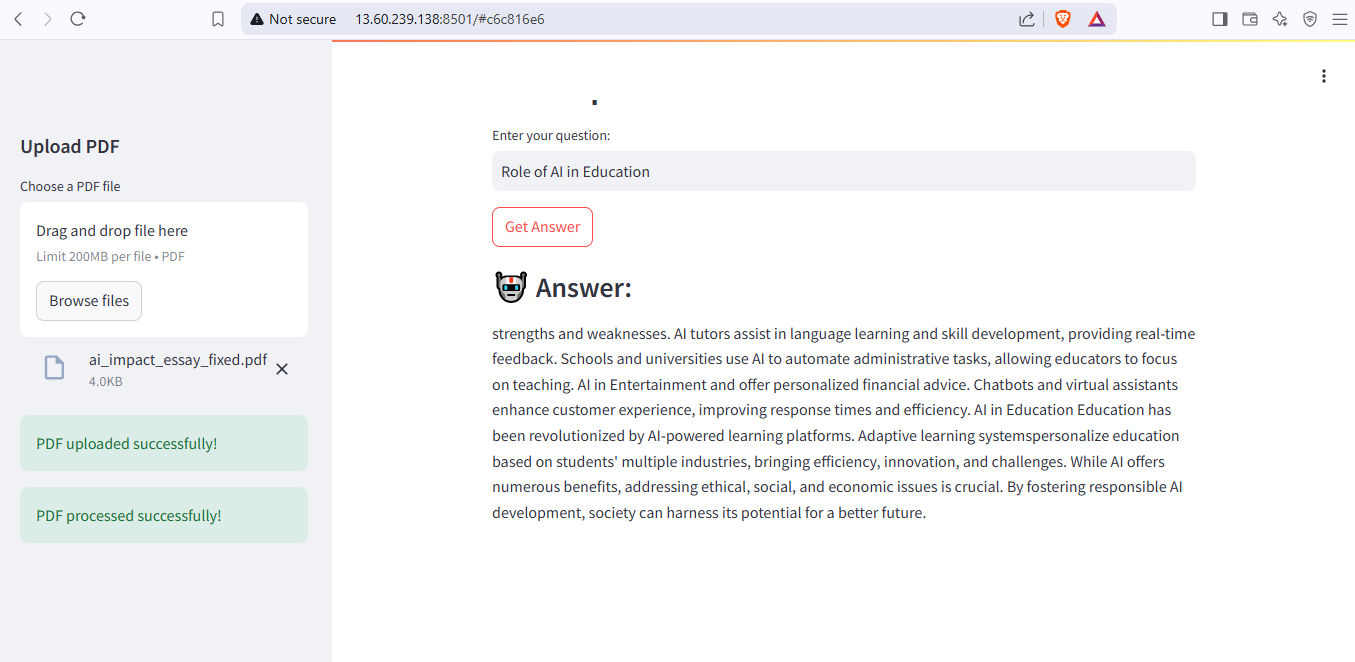 Not secure 13.60.239.138:8501/#c6c816e6
Upload PDF
Choose a PDF file
Drag and drop file here
Limit 200MB per file • PDF
Browse files
ai_impact_essay_fixed.pdf
4.0KB
PDF uploaded successfully!
PDF processed successfully!
Enter your question:
Role of AI in Education
Get Answer
Answer:
strengths and weaknesses. AI tutors assist in language learning and skill development, providing real-time
feedback. Schools and universities use AI to automate administrative tasks, allowing educators to focus
on teaching. AI in Entertainment and offer personalized financial advice. Chatbots and virtual assistants
enhance customer experience, improving response times and efficiency. AI in Education Education has
been revolutionized by AI-powered learning platforms. Adaptive learning systemspersonalize education
based on students' multiple industries, bringing efficiency, innovation, and challenges. While AI offers
numerous benefits, addressing ethical, social, and economic issues is crucial. By fostering responsible AI
development, society can harness its potential for a better future.